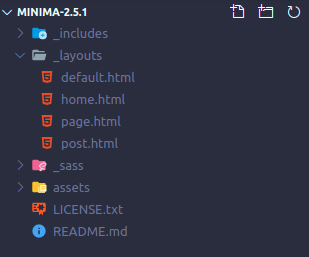 MINIMA-2.5.1
_includes
_layouts
default.html
home.html
page.html
post.html
_sass
assets
LICENSE.txt
README.md